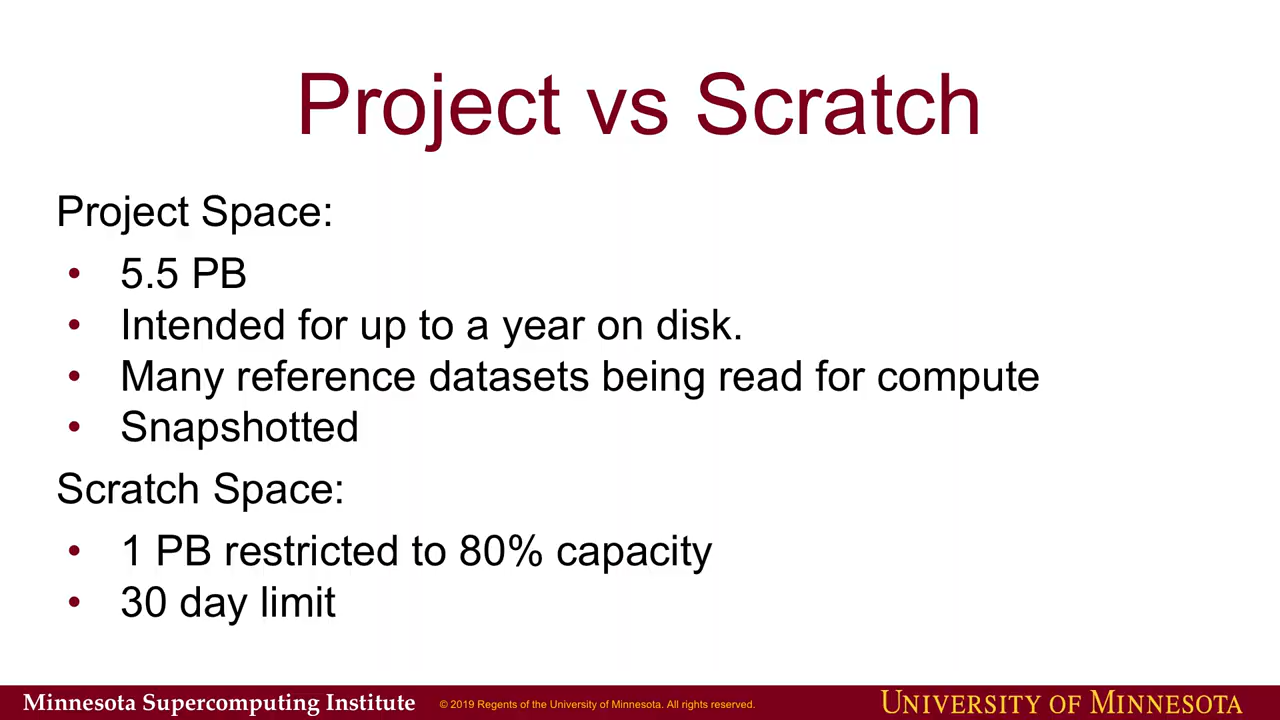 Project vs Scratch
Project Space:
• 5.5 PB
• Intended for up to a year on disk.
• Many reference datasets being read for compute
• Snapshotted
Scratch Space:
• 1 PB restricted to 80% capacity
• 30 day limit
Minnesota Supercomputing Institute
© 2019 Regents of the University of Minnesota. All rights reserved.
UNIVERSITY OF MINNESOTA